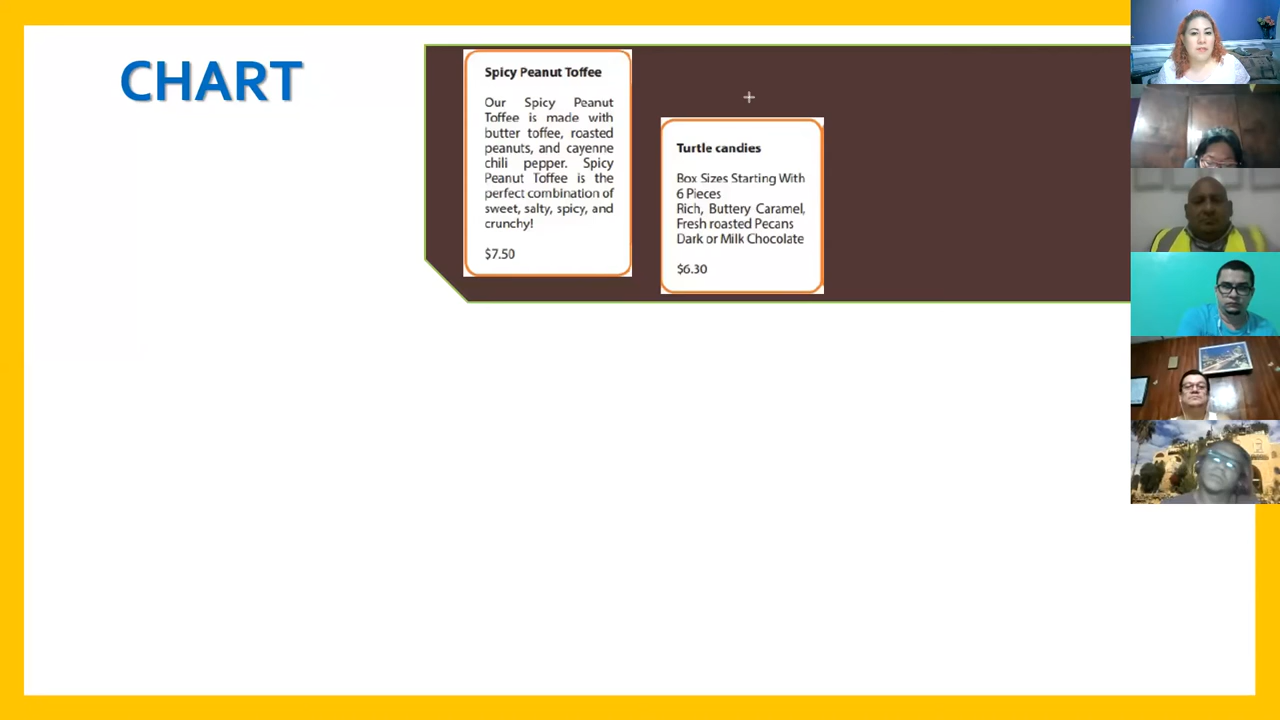 CHART
Spicy Peanut Toffee
Our Spicy Peanut
Toffee is made with
butter toffee, roasted
peanuts, and cayenne
chili pepper. Spicy
Peanut Toffee is the
perfect combination of
sweet, salty, spicy, and
crunchy!
$7.50
Turtle candies
Box Sizes Starting With
6 Pieces
Rich, Buttery Caramel,
Fresh roasted Pecans
Dark or Milk Chocolate
$6.30